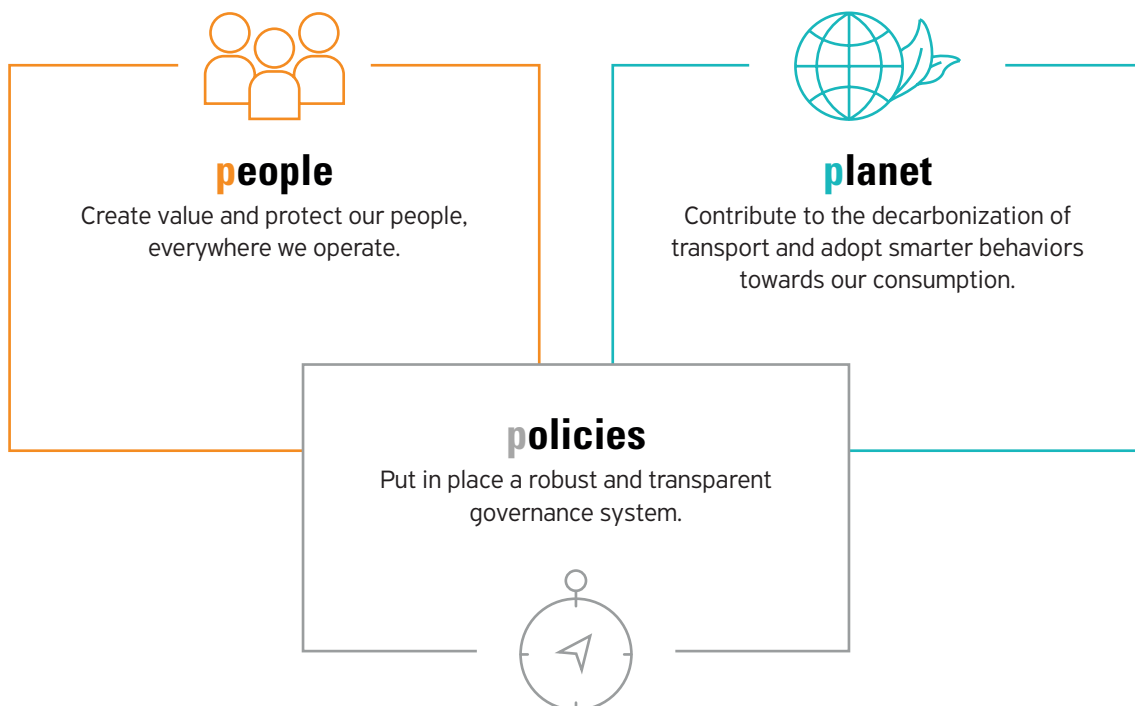 people
Create value and protect our people,
everywhere we operate.
planet
Contribute to the decarbonization of
transport and adopt smarter behaviors
towards our consumption.
policies
Put in place a robust and transparent
governance system.